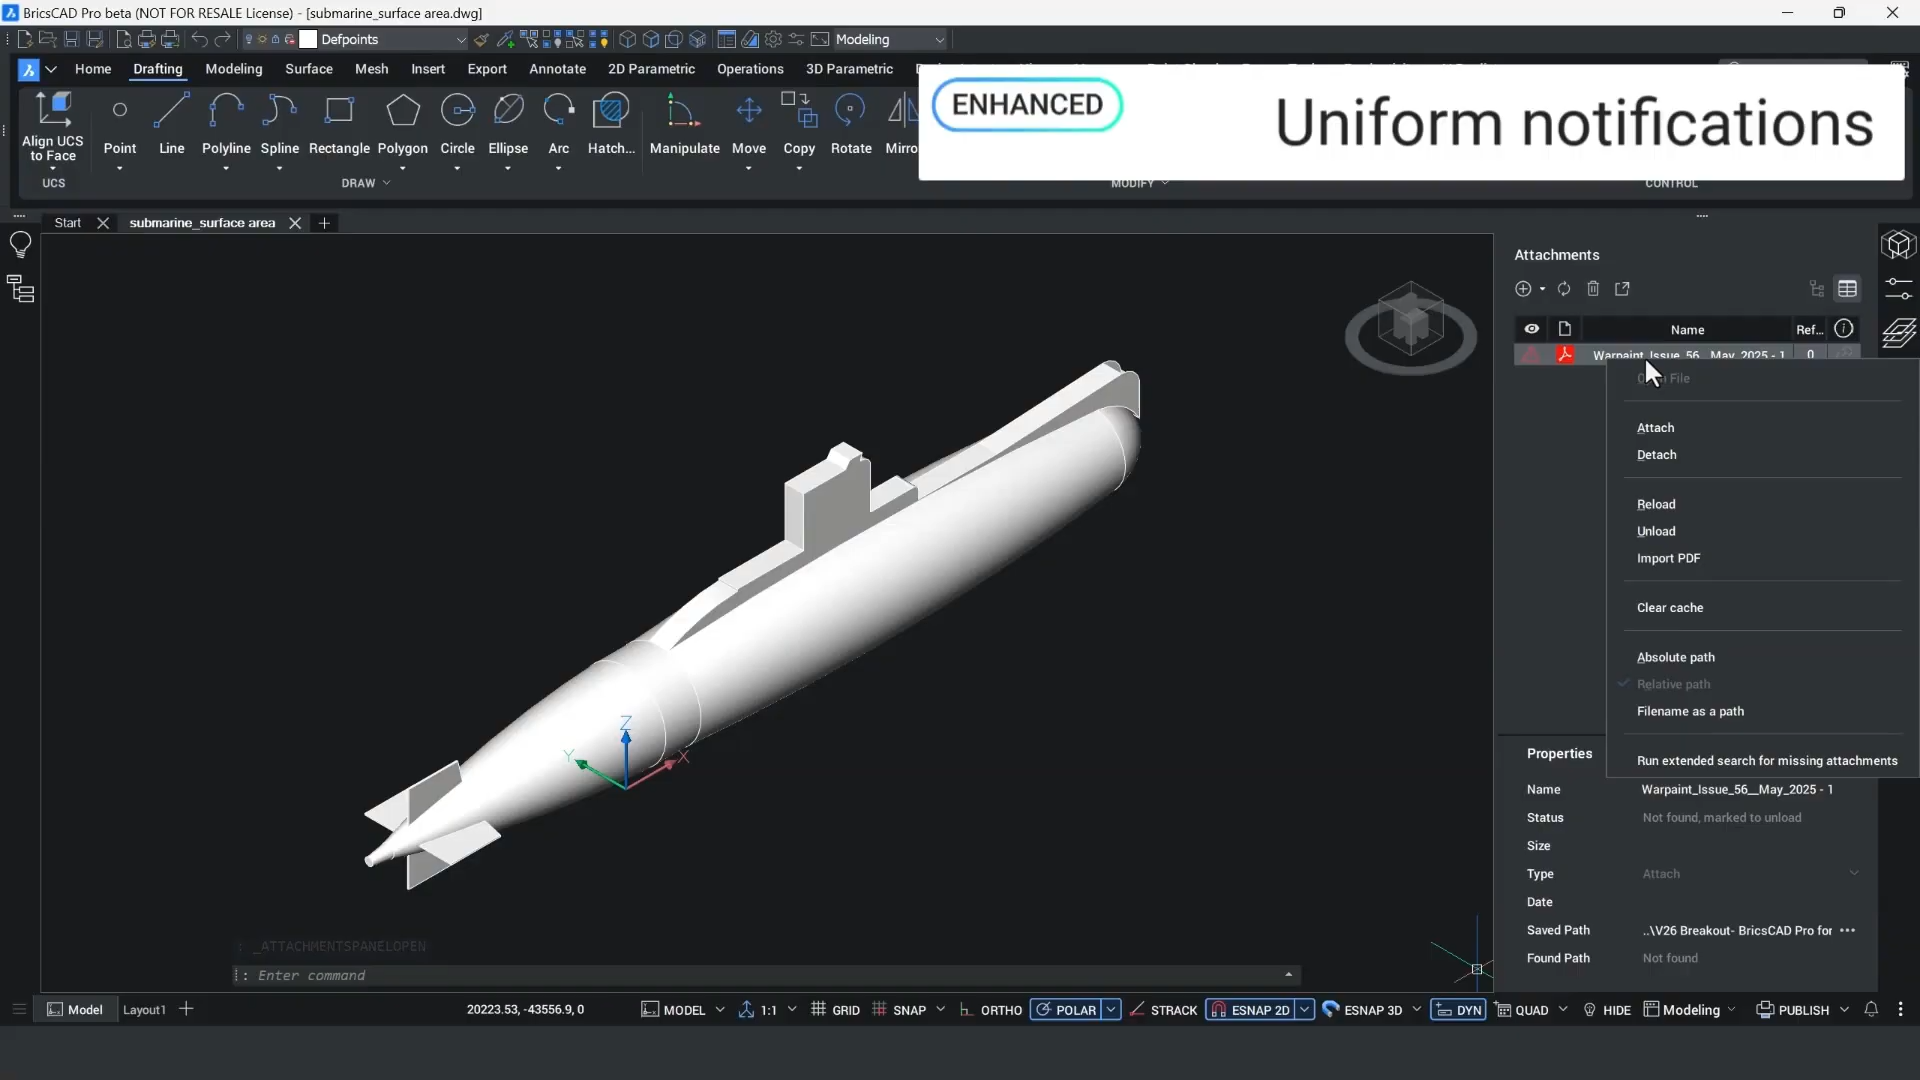 BricsCAD Pro beta (NOT FOR RESALE License) - [submarine_surface area.dwg]
Defpoints
Modeling
Home Drafting Modeling Surface Mesh Insert Export Annotate 2D Parametric Operations 3D Parametric
ENHANCED
Uniform notifications
Align UCS to Face
Point Line Polyline Spline Rectangle Polygon Circle Ellipse Arc Hatch... Manipulate Move Copy Rotate Mirro
UCS DRAW MODIFY CONTROL
Start submarine_surface area
Attachments
Name Ref...
Warpaint_Issue_56__May_2025 - 1 0
File
Attach
Detach
Reload
Unload
Import PDF
Clear cache
Absolute path
Relative path
Filename as a path
Run extended search for missing attachments
Z
Y
X
Properties
Name Warpaint_Issue_56__May_2025 - 1
Status Not found, marked to unload
Size
Type Attach
Date
Saved Path ..\V26 Breakout- BricsCAD Pro for
Found Path Not found
: _ATTACHMENTSPANELOPEN
: Enter command
Model Layout1 20223.53, -43556.9, 0 MODEL 1:1 GRID SNAP ORTHO POLAR STRACK ESNAP 2D ESNAP 3D DYN QUAD HIDE Modeling PUBLISH